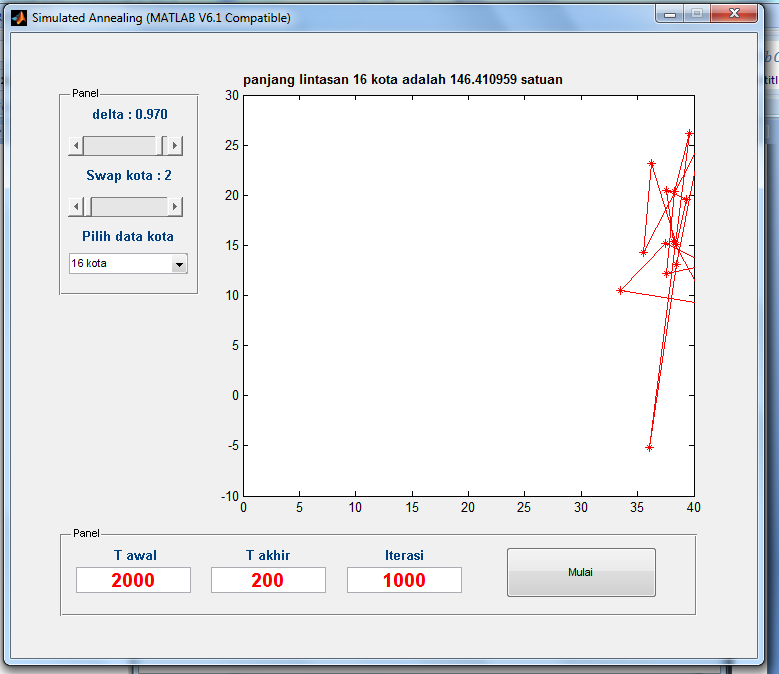 Simulated Annealing (MATLAB V6.1 Compatible)
panjang lintasan 16 kota adalah 146.410959 satuan
Panel
delta : 0.970
Swap kota : 2
Pilih data kota
16 kota
30
25
20
15
10
5
0
-5
-10
0 5 10 15 20 25 30 35 40
Panel
T awal T akhir Iterasi
2000 200 1000
Mulai
titl